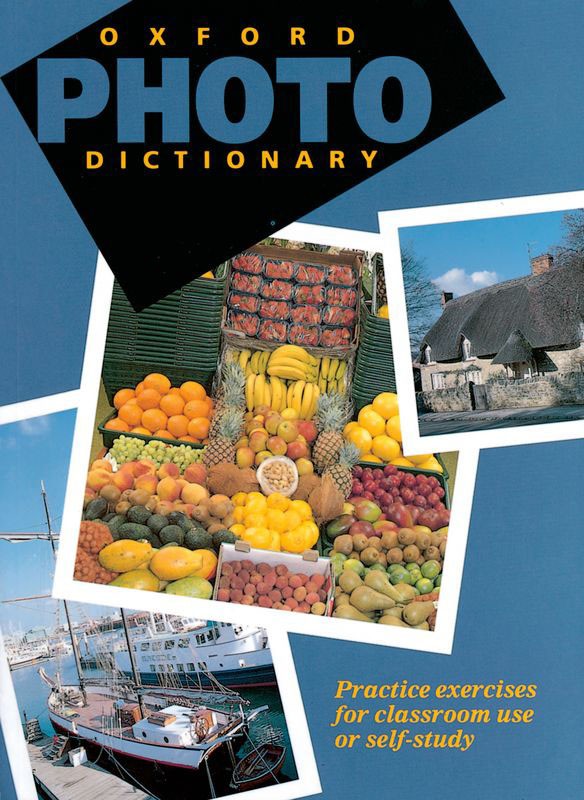 OXFORD
PHOTO
DICTIONARY
Practice exercises
for classroom use
or self-study